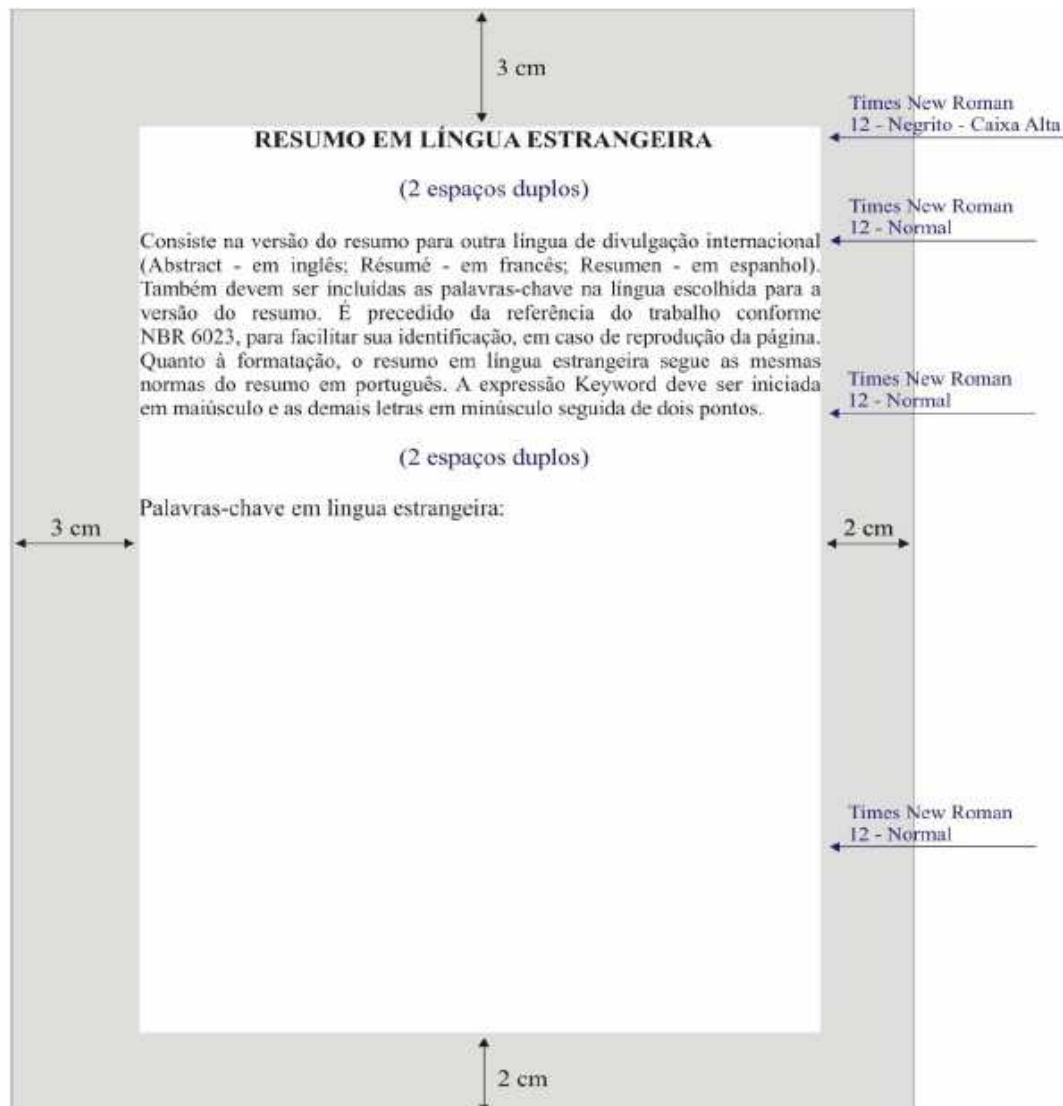 3 cm
Times New Roman
12 - Negrito - Caixa Alta
RESUMO EM LÍNGUA ESTRANGEIRA
(2 espaços duplos)
Times New Roman
12 - Normal
Consiste na versão do resumo para outra língua de divulgação internacional
(Abstract - em inglês; Résumé - em francês; Resumen - em espanhol).
Também devem ser incluídas as palavras-chave na língua escolhida para a
versão do resumo. É precedido da referência do trabalho conforme
NBR 6023, para facilitar sua identificação, em caso de reprodução da página.
Quanto à formatação, o resumo em língua estrangeira segue as mesmas
normas do resumo em português. A expressão Keyword deve ser iniciada
em maiúsculo e as demais letras em minúsculo seguida de dois pontos.
Times New Roman
12 - Normal
(2 espaços duplos)
Palavras-chave em língua estrangeira:
3 cm
2 cm
Times New Roman
12 - Normal
2 cm